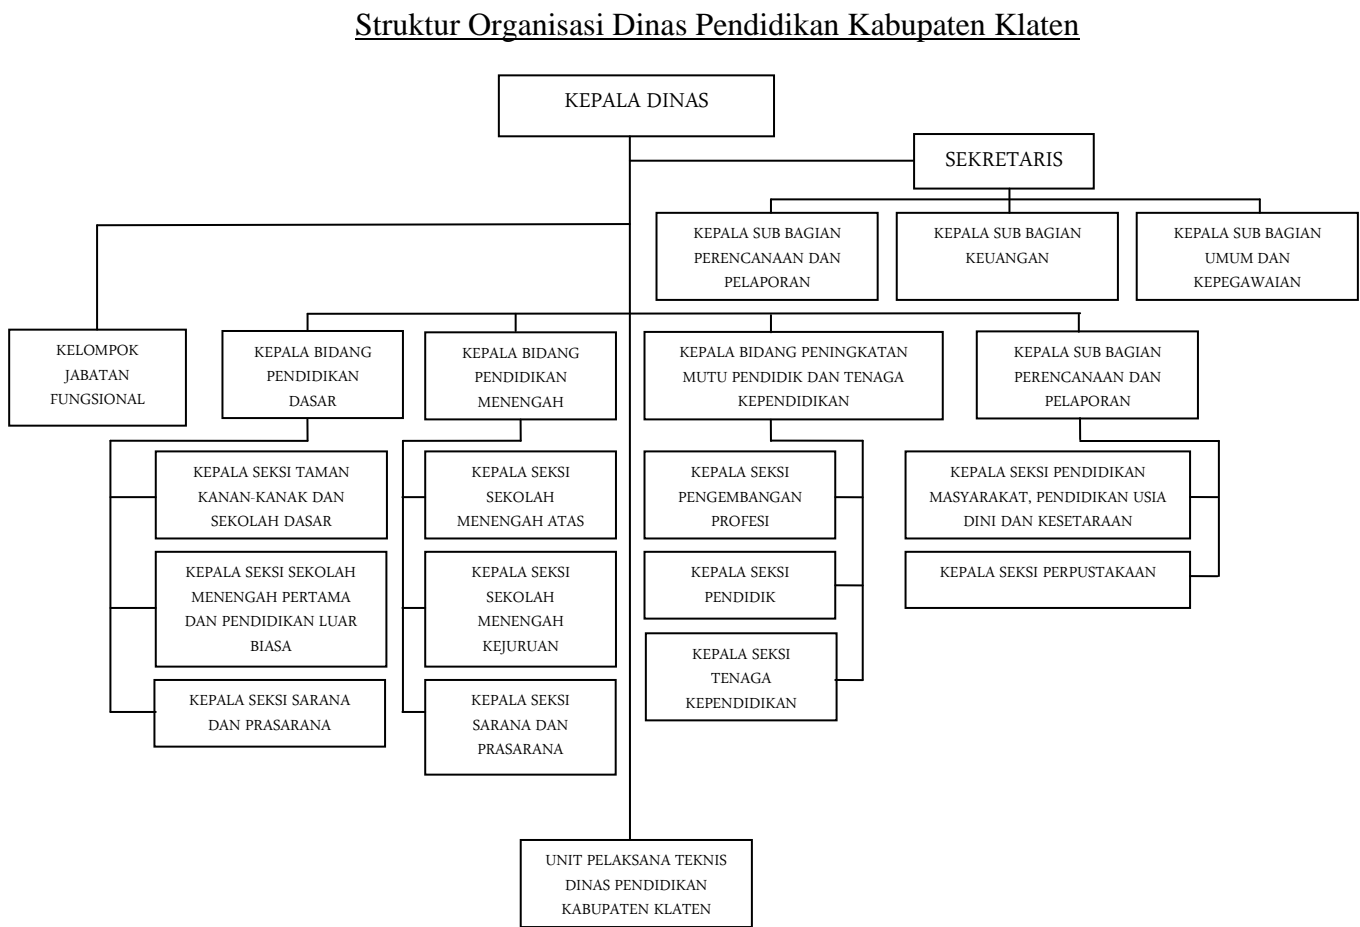 Struktur Organisasi Dinas Pendidikan Kabupaten Klaten
KEPALA DINAS
SEKRETARIS
KEPALA SUB BAGIAN
PERENCANAAN DAN
PELAPORAN
KEPALA SUB BAGIAN
KEUANGAN
KEPALA SUB BAGIAN
UMUM DAN
KEPEGAWAIAN
KELOMPOK
JABATAN
FUNGSIONAL
KEPALA BIDANG
PENDIDIKAN
DASAR
KEPALA BIDANG
PENDIDIKAN
MENENGAH
KEPALA BIDANG PENINGKATAN
MUTU PENDIDIK DAN TENAGA
KEPENDIDIKAN
KEPALA SUB BAGIAN
PERENCANAAN DAN
PELAPORAN
KEPALA SEKSI TAMAN
KANAN-KANAK DAN
SEKOLAH DASAR
KEPALA SEKSI SEKOLAH
MENENGAH PERTAMA
DAN PENDIDIKAN LUAR
BIASA
KEPALA SEKSI SARANA
DAN PRASARANA
KEPALA SEKSI
SEKOLAH
MENENGAH ATAS
KEPALA SEKSI
SEKOLAH
MENENGAH
KEJURUAN
KEPALA SEKSI
SARANA DAN
PRASARANA
KEPALA SEKSI
PENGEMBANGAN
PROFESI
KEPALA SEKSI
PENDIDIK
KEPALA SEKSI
TENAGA
KEPENDIDIKAN
KEPALA SEKSI PENDIDIKAN
MASYARAKAT, PENDIDIKAN USIA
DINI DAN KESETARAAN
KEPALA SEKSI PERPUSTAKAAN
UNIT PELAKSANA TEKNIS
DINAS PENDIDIKAN
KABUPATEN KLATEN